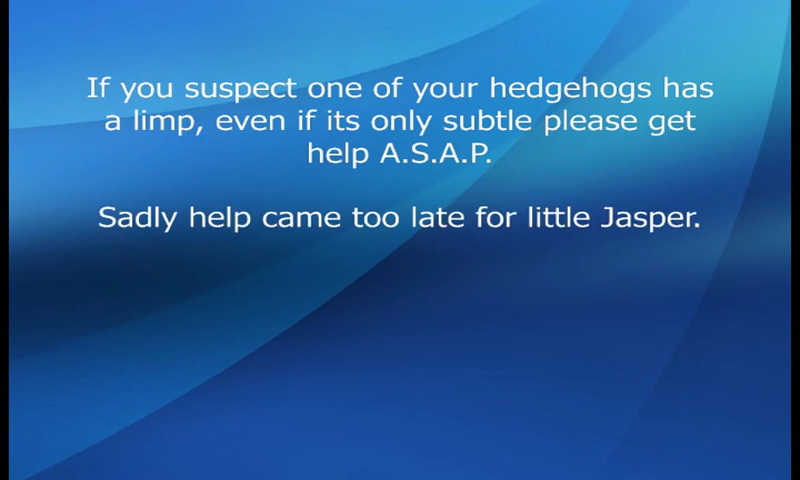 If you suspect one of your hedgehogs has
a limp, even if its only subtle please get
help A.S.A.P.
Sadly help came too late for little Jasper.